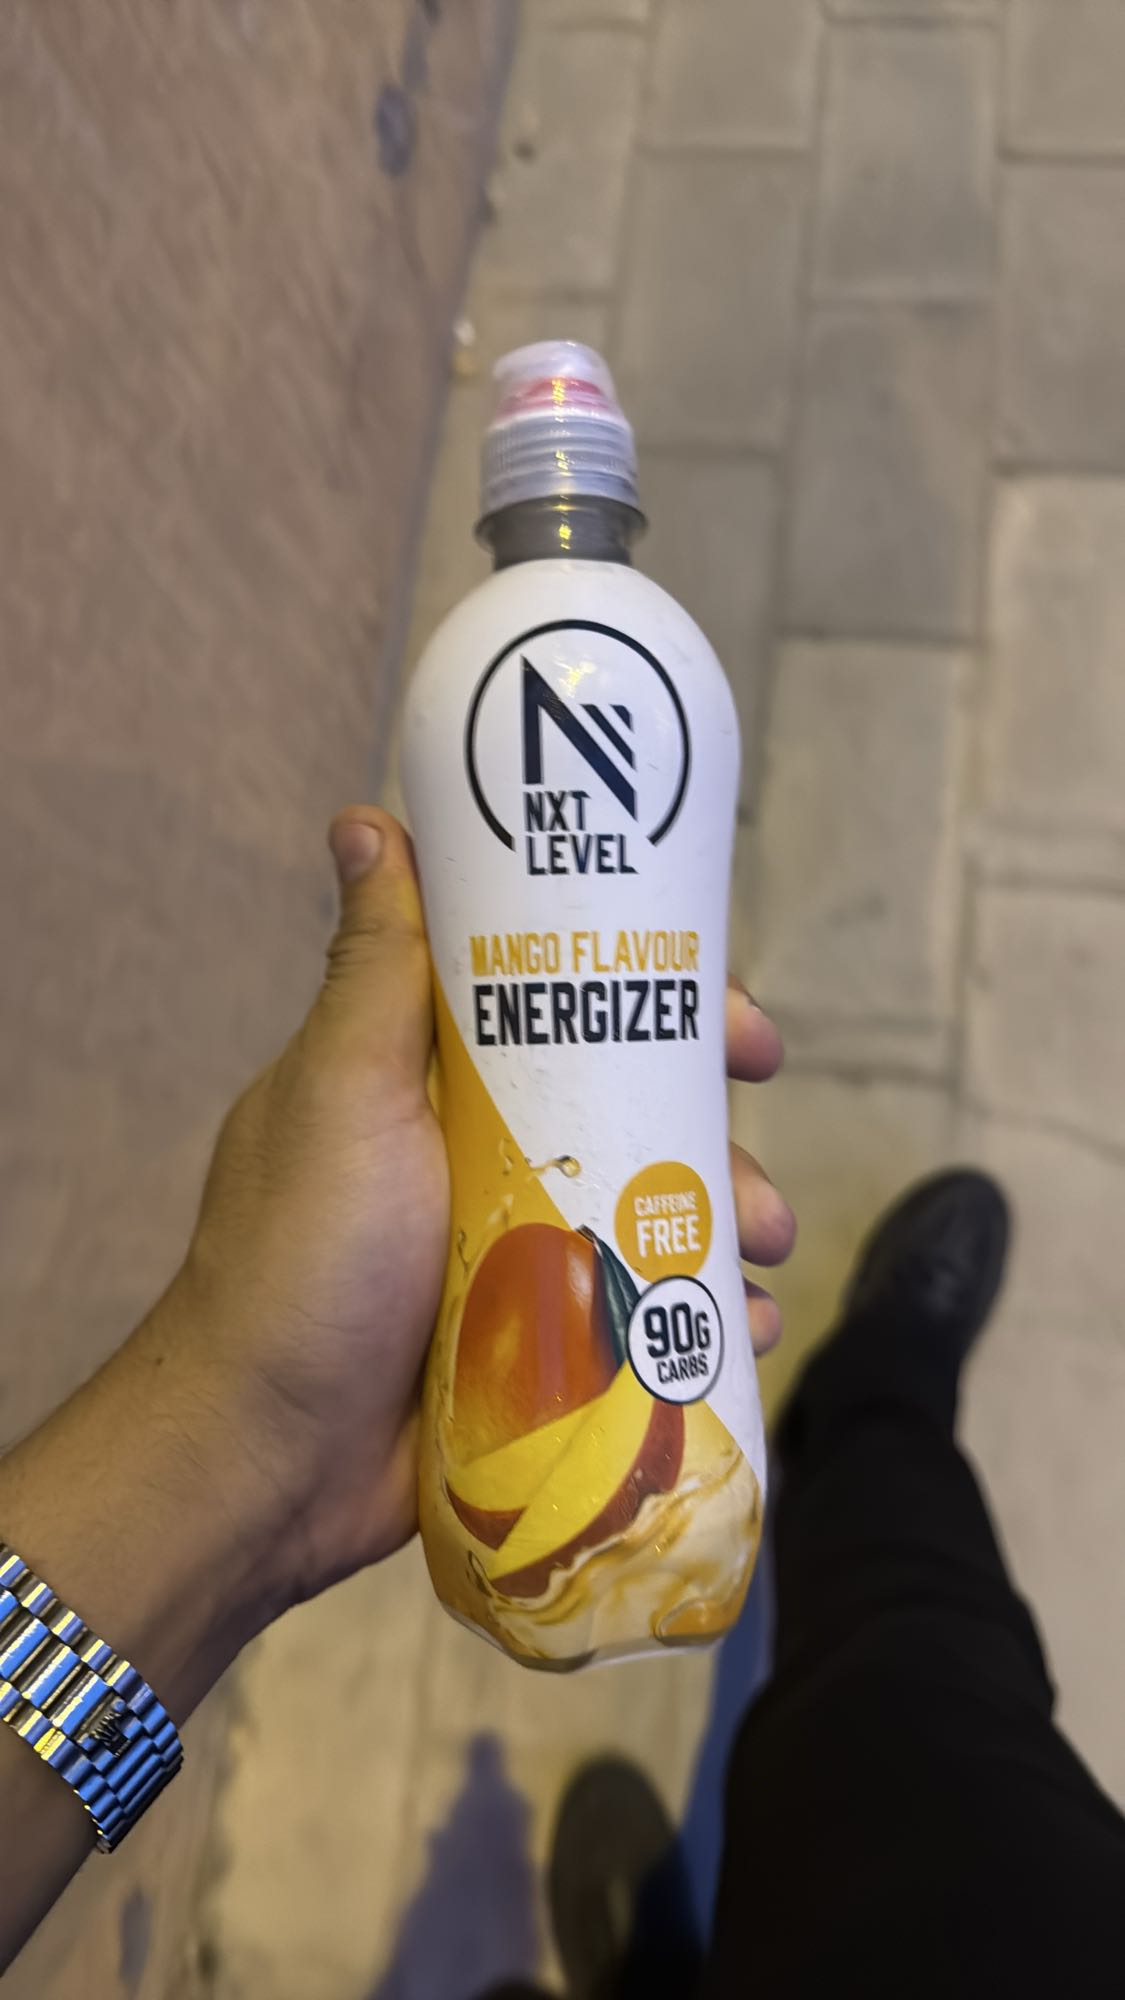 NXT
LEVEL
MANGO FLAVOUR
ENERGIZER
CAFFEINE
FREE
90G
CARBS